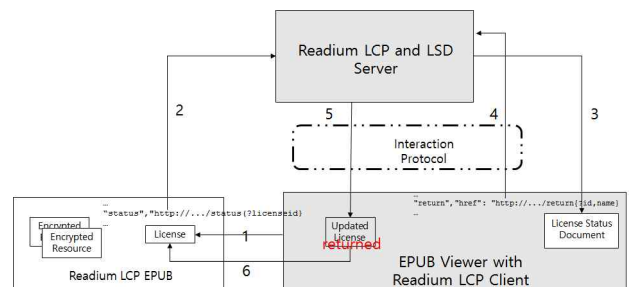 Readium LCP and LSD
Server
2
5
4
3
Interaction
Protocol
…
"status","http://.../status{?licenseid}
…
…
"return","href": "http://.../return{?id,name}
…
Encrypted
Encrypted
Resource
License
1
Updated
License
returned
License Status
Document
6
Readium LCP EPUB
EPUB Viewer with
Readium LCP Client